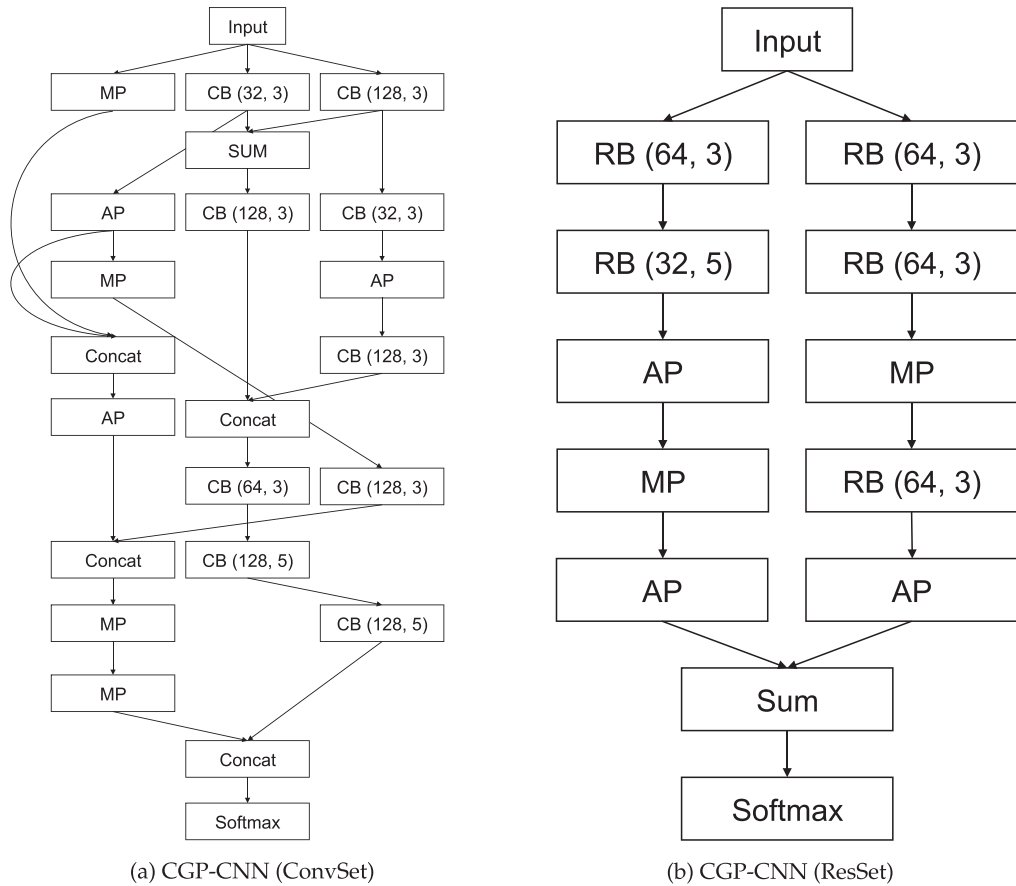 Input
MP
CB (32, 3)
CB (128, 3)
SUM
AP
CB (128, 3)
CB (32, 3)
MP
AP
Concat
CB (128, 3)
AP
Concat
CB (64, 3)
CB (128, 3)
Concat
CB (128, 5)
MP
CB (128, 5)
MP
Concat
Softmax
(a) CGP-CNN (ConvSet)
Input
RB (64, 3)
RB (64, 3)
RB (32, 5)
RB (64, 3)
AP
MP
MP
RB (64, 3)
AP
AP
Sum
Softmax
(b) CGP-CNN (ResSet)